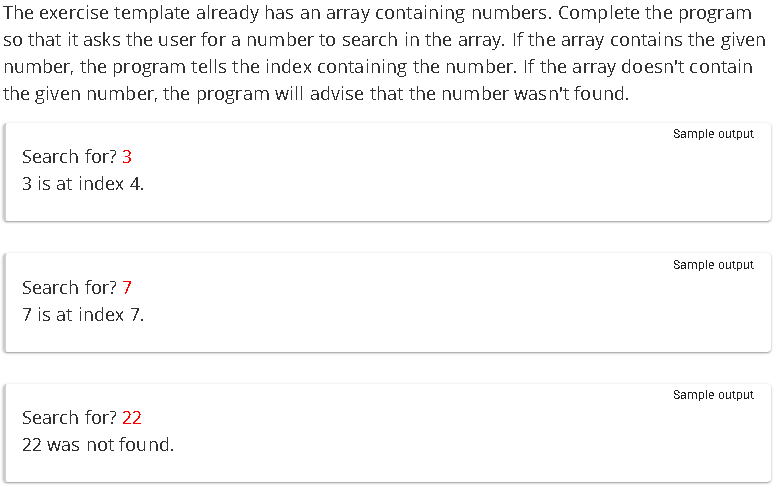 The exercise template already has an array containing numbers. Complete the program
so that it asks the user for a number to search in the array. If the array contains the given
number, the program tells the index containing the number. If the array doesn't contain
the given number, the program will advise that the number wasn't found.
Sample output
Search for? 3
3 is at index 4.
Sample output
Search for? 7
7 is at index 7.
Sample output
Search for? 22
22 was not found.